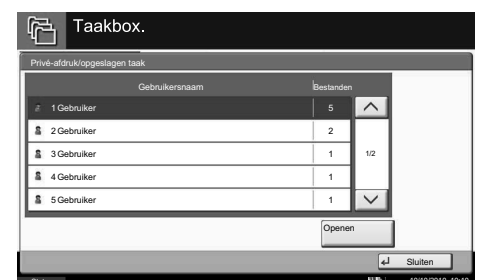 Taakbox.
Privé-afdruk/opgeslagen taak
Gebruikersnaam Bestanden
1 Gebruiker 5
2 Gebruiker 2
3 Gebruiker 1
1/2
4 Gebruiker 1
5 Gebruiker 1
Openen
Sluiten